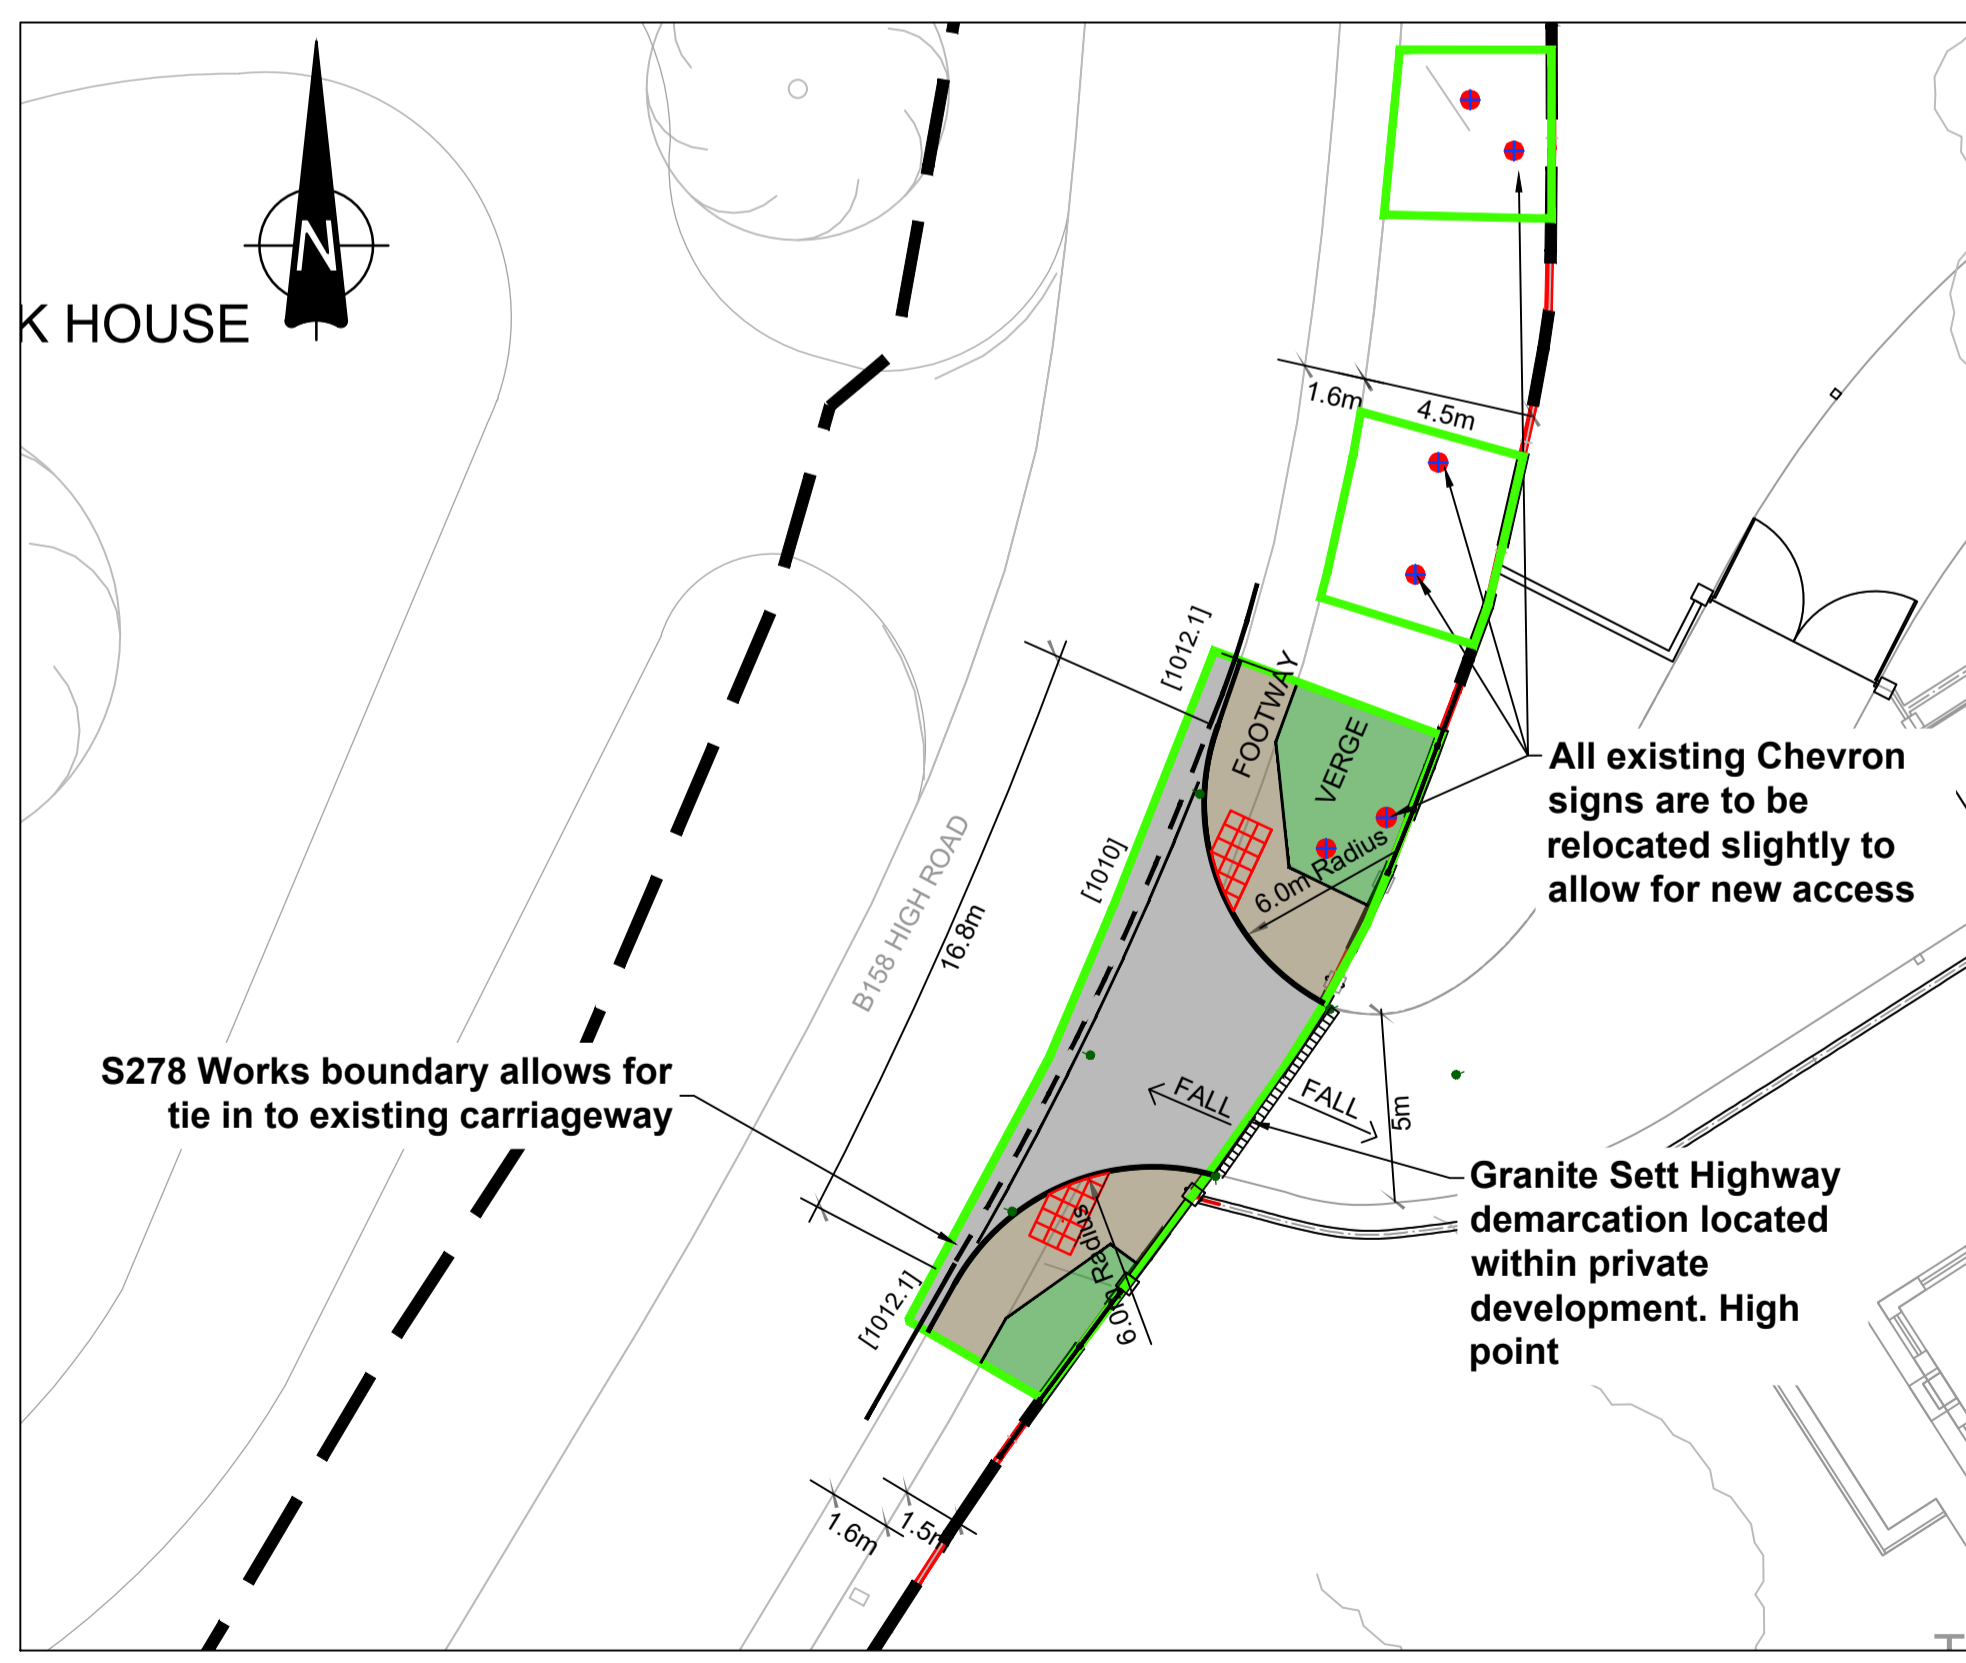 N
K HOUSE
1.6m
4.5m
[1012.1]
FOOTWAY
VERGE
All existing Chevron
signs are to be
relocated slightly to
allow for new access
[1010]
B158 HIGH ROAD
16.8m
6.0m Radius
S278 Works boundary allows for
tie in to existing carriageway
FALL
FALL
5m
Granite Sett Highway
demarcation located
within private
development. High
point
6.0m Radius
[1012.1]
1.6m
1.5m